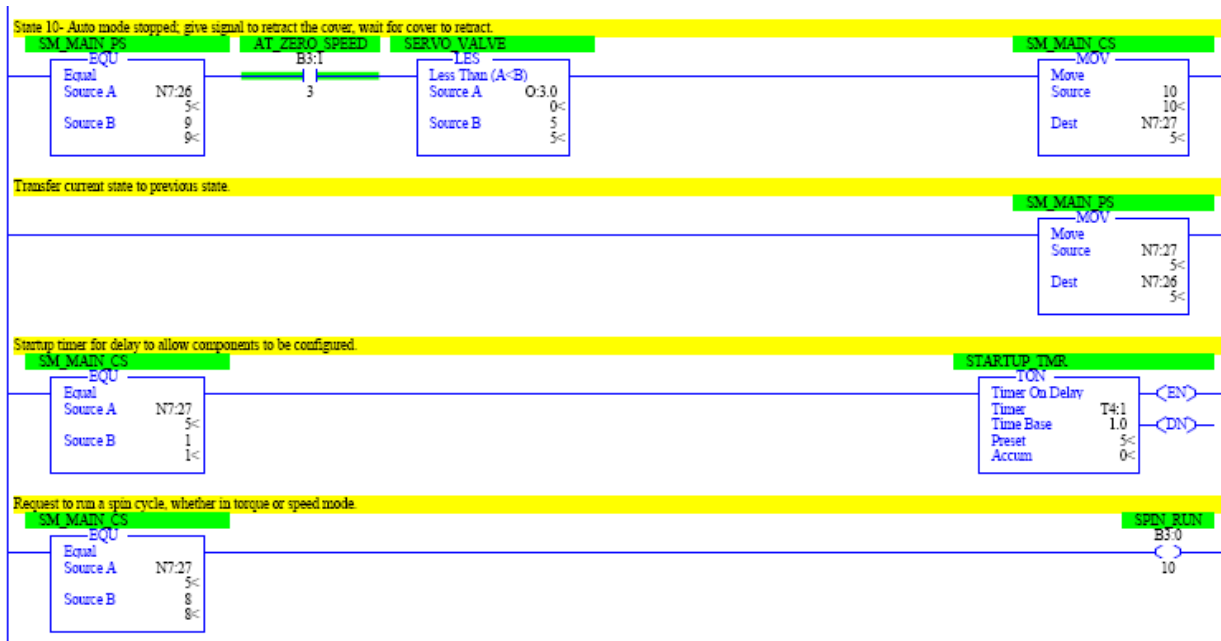 State 10- Auto mode stopped; give signal to retract the cover, wait for cover to retract.
SM_MAIN_PS AT_ZERO_SPEED SERVO_VALVE SM_MAIN_CS
EQU B3:1 LES MOV
Equal Less Than (A<B) Move
Source A N7:26 3 Source A O:3.0 Source 10
5< 0< 10<
Source B 9 Source B 5 Dest N7:27
9< 5< 5<
Transfer current state to previous state.
SM_MAIN_PS
MOV
Move
Source N7:27
5<
Dest N7:26
5<
Startup timer for delay to allow components to be configured.
SM_MAIN_CS STARTUP_TMR
EQU TON
Equal Timer On Delay EN
Source A N7:27 Timer T4:1
5< Time Base 1.0 DN
Source B 1 Preset 5<
1< Accum 0<
Request to run a spin cycle, whether in torque or speed mode.
SM_MAIN_CS SPIN_RUN
EQU B3:0
Equal
Source A N7:27 10
5<
Source B 8
8<